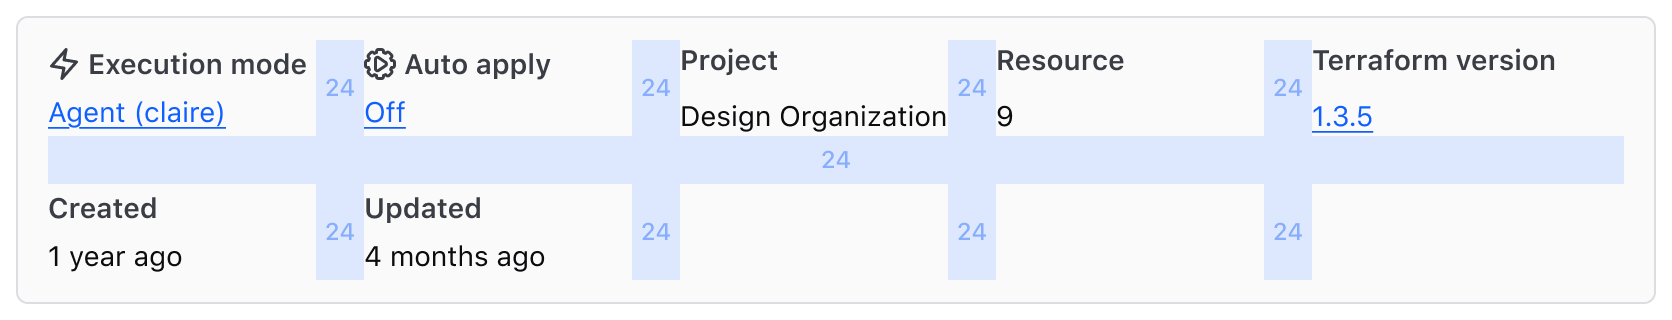 Execution mode 24 Auto apply 24 Project 24 Resource 24 Terraform version
Agent (claire) Off Design Organization 9 1.3.5
24
Created 24 Updated 24 24 24
1 year ago 4 months ago